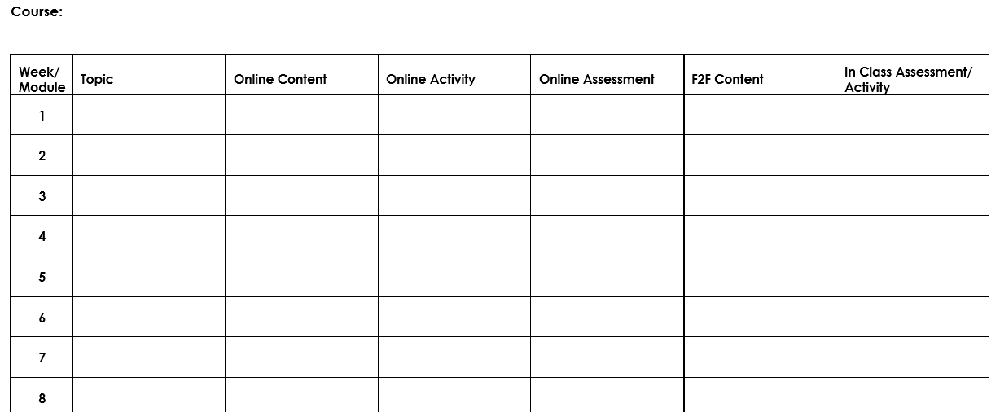 Course:
Week/ Topic Online Content Online Activity Online Assessment F2F Content In Class Assessment/
Module Activity
1
2
3
4
5
6
7
8